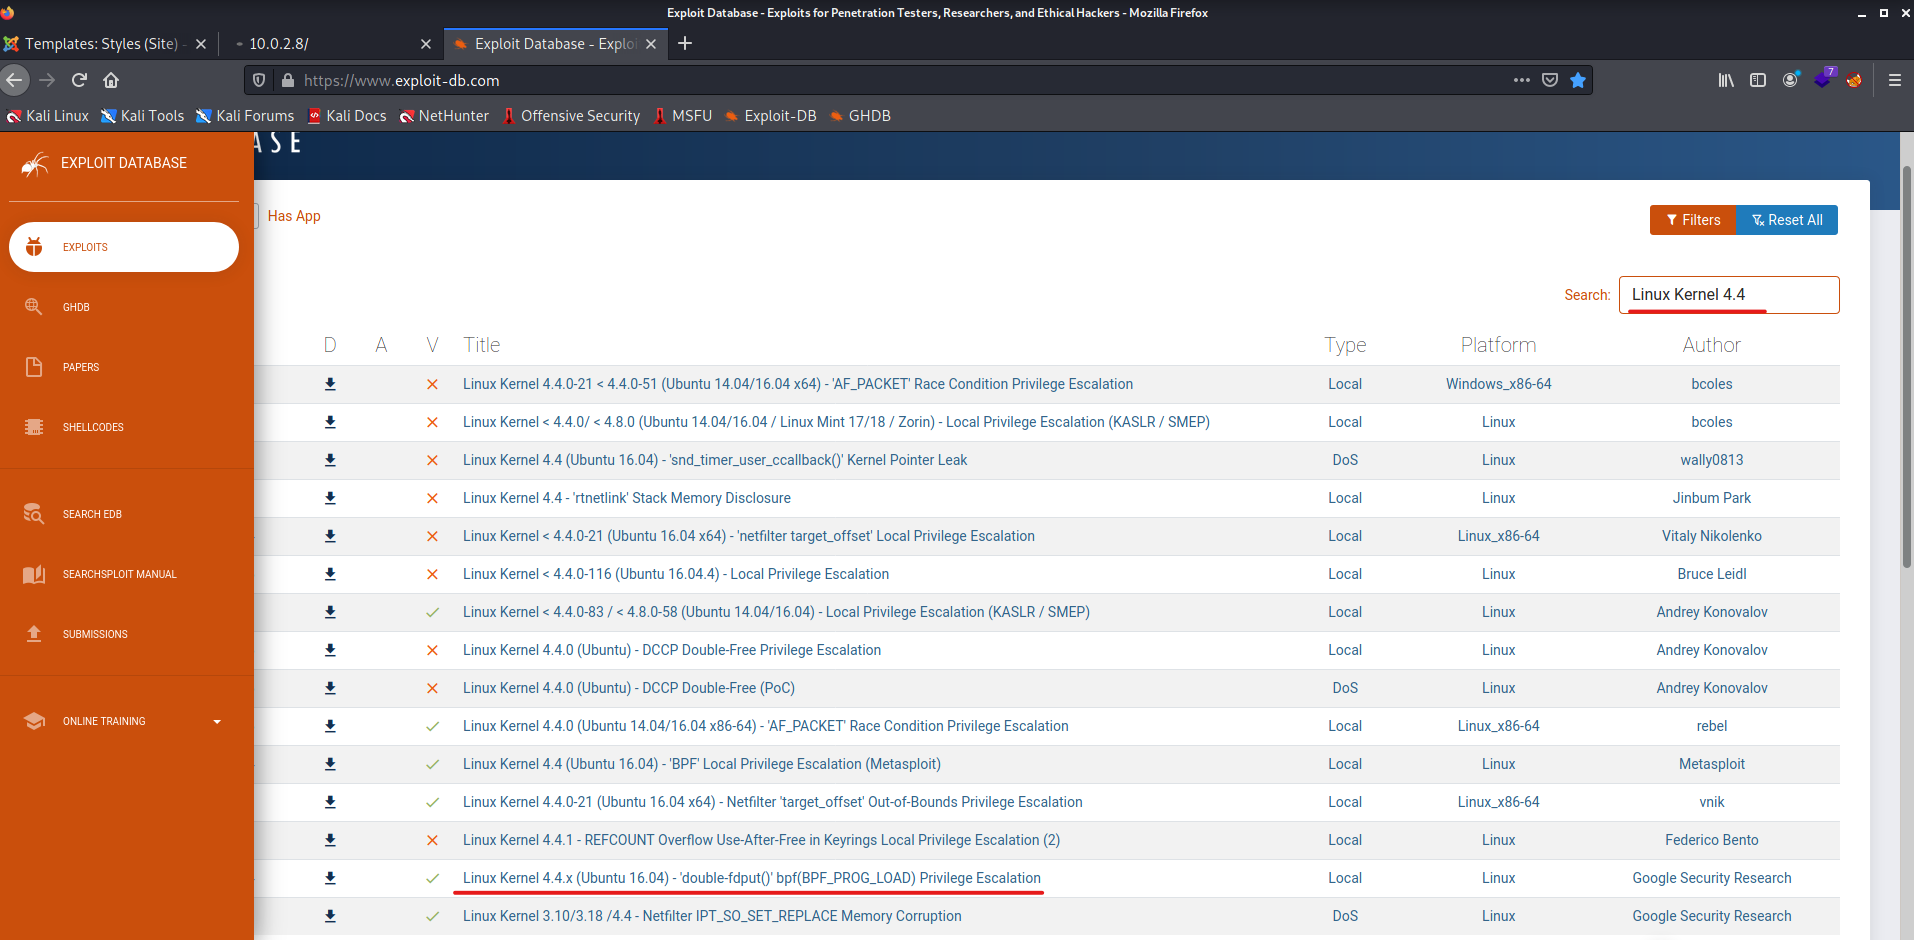 Exploit Database - Exploits for Penetration Testers, Researchers, and Ethical Hackers - Mozilla Firefox
Templates: Styles (Site) -
10.0.2.8/
Exploit Database - Exploi
https://www.exploit-db.com
7
Kali Linux Kali Tools Kali Forums Kali Docs NetHunter Offensive Security MSFU Exploit-DB GHDB
ASE
EXPLOIT DATABASE
EXPLOITS
GHDB
PAPERS
SHELLCODES
SEARCH EDB
SEARCHSPLOIT MANUAL
SUBMISSIONS
ONLINE TRAINING
Has App
Filters
Reset All
Search: Linux Kernel 4.4
D A V Title Type Platform Author
Linux Kernel 4.4.0-21 < 4.4.0-51 (Ubuntu 14.04/16.04 x64) - 'AF_PACKET' Race Condition Privilege Escalation Local Windows_x86-64 bcoles
Linux Kernel < 4.4.0/ < 4.8.0 (Ubuntu 14.04/16.04 / Linux Mint 17/18 / Zorin) - Local Privilege Escalation (KASLR / SMEP) Local Linux bcoles
Linux Kernel 4.4 (Ubuntu 16.04) - 'snd_timer_user_ccallback()' Kernel Pointer Leak DoS Linux wally0813
Linux Kernel 4.4 - 'rtnetlink' Stack Memory Disclosure Local Linux Jinbum Park
Linux Kernel < 4.4.0-21 (Ubuntu 16.04 x64) - 'netfilter target_offset' Local Privilege Escalation Local Linux_x86-64 Vitaly Nikolenko
Linux Kernel < 4.4.0-116 (Ubuntu 16.04.4) - Local Privilege Escalation Local Linux Bruce Leidl
Linux Kernel < 4.4.0-83 / < 4.8.0-58 (Ubuntu 14.04/16.04) - Local Privilege Escalation (KASLR / SMEP) Local Linux Andrey Konovalov
Linux Kernel 4.4.0 (Ubuntu) - DCCP Double-Free Privilege Escalation Local Linux Andrey Konovalov
Linux Kernel 4.4.0 (Ubuntu) - DCCP Double-Free (PoC) DoS Linux Andrey Konovalov
Linux Kernel 4.4.0 (Ubuntu 14.04/16.04 x86-64) - 'AF_PACKET' Race Condition Privilege Escalation Local Linux_x86-64 rebel
Linux Kernel 4.4 (Ubuntu 16.04) - 'BPF' Local Privilege Escalation (Metasploit) Local Linux Metasploit
Linux Kernel 4.4.0-21 (Ubuntu 16.04 x64) - Netfilter 'target_offset' Out-of-Bounds Privilege Escalation Local Linux_x86-64 vnik
Linux Kernel 4.4.1 - REFCOUNT Overflow Use-After-Free in Keyrings Local Privilege Escalation (2) Local Linux Federico Bento
Linux Kernel 4.4.x (Ubuntu 16.04) - 'double-fdput()' bpf(BPF_PROG_LOAD) Privilege Escalation Local Linux Google Security Research
Linux Kernel 3.10/3.18 /4.4 - Netfilter IPT_SO_SET_REPLACE Memory Corruption DoS Linux Google Security Research